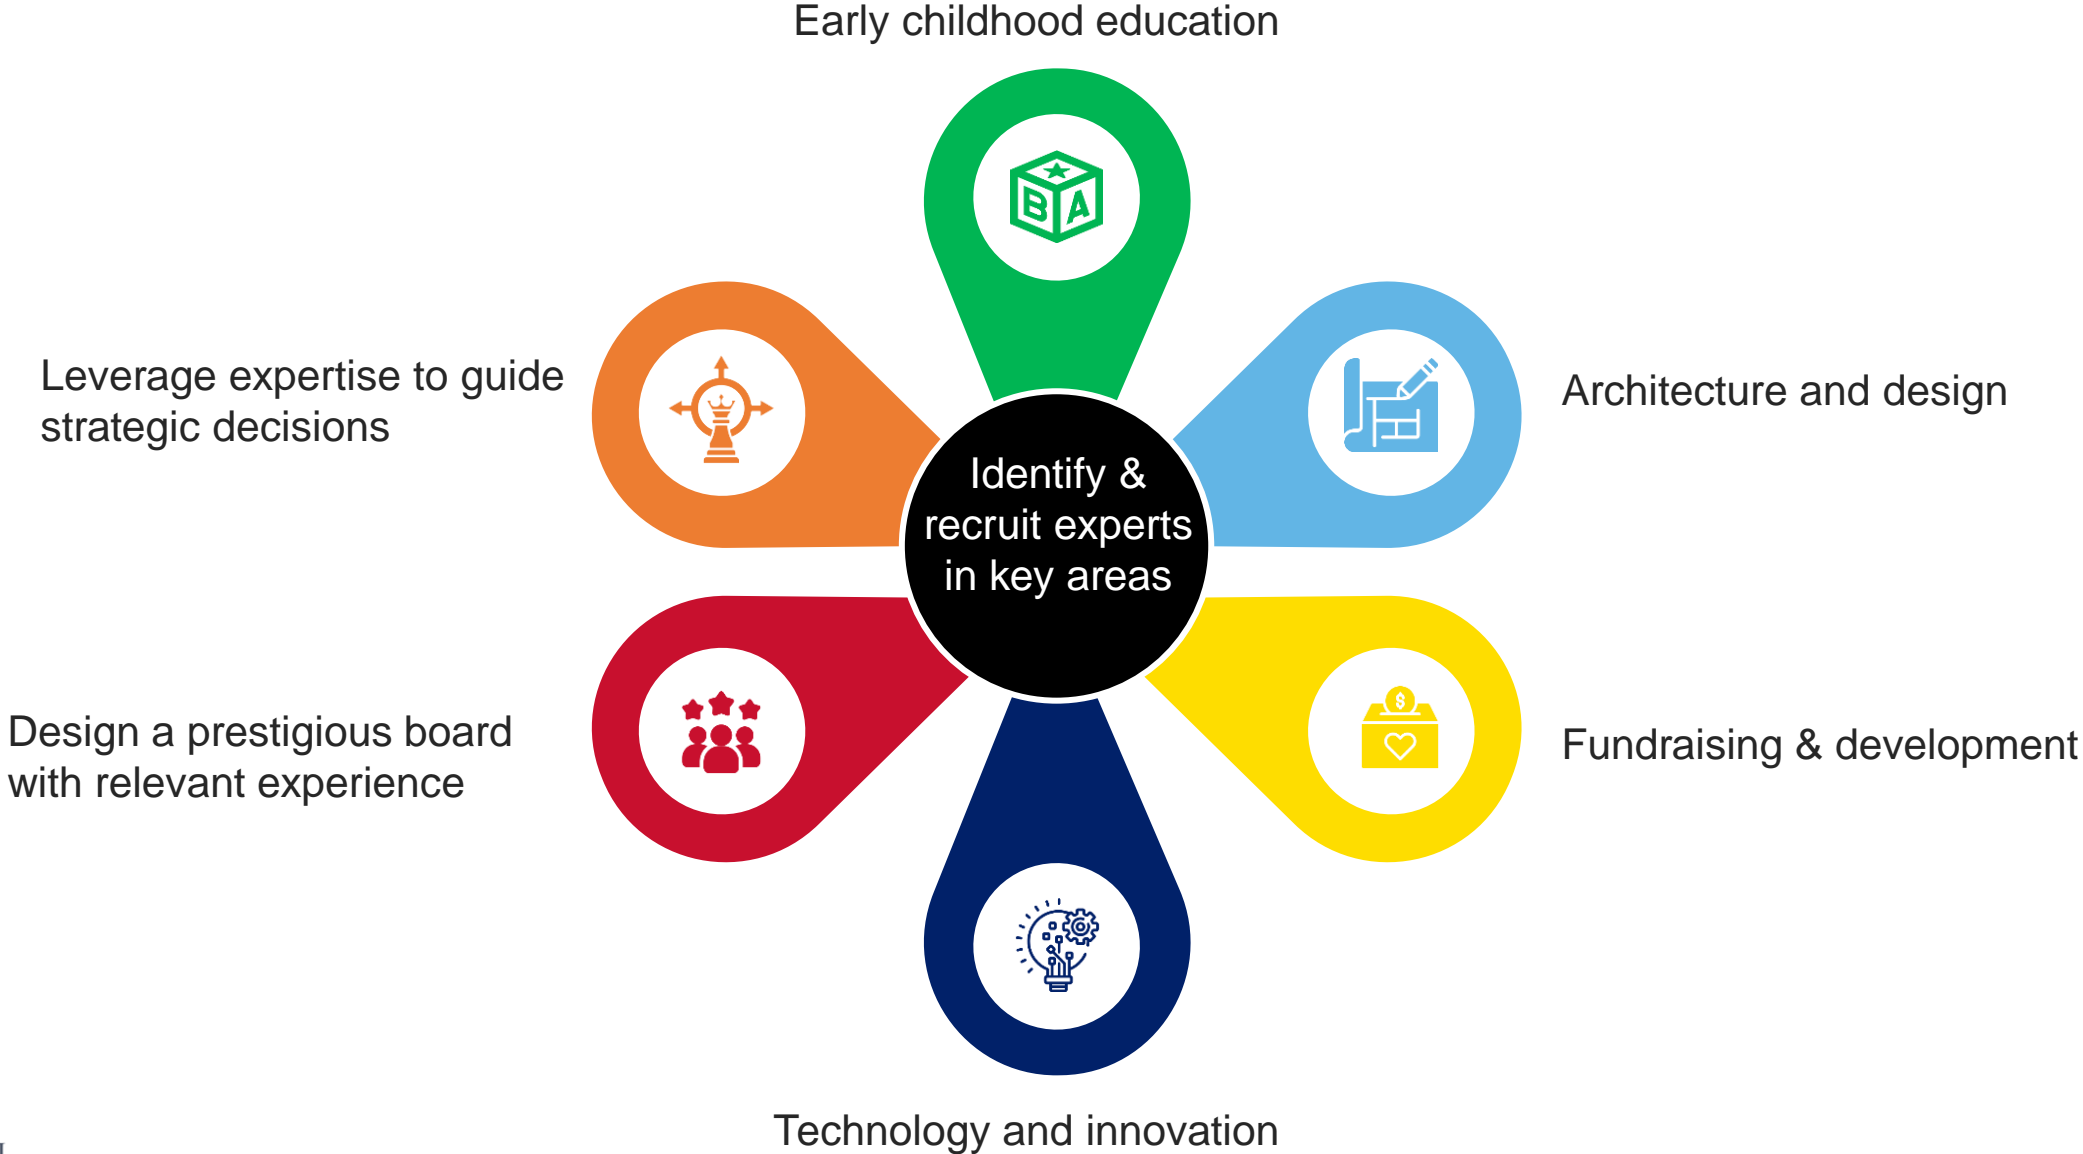 Early childhood education
B A
Leverage expertise to guide
strategic decisions
Architecture and design
Identify &
recruit experts
in key areas
$
Design a prestigious board
with relevant experience
Fundraising & development
Technology and innovation